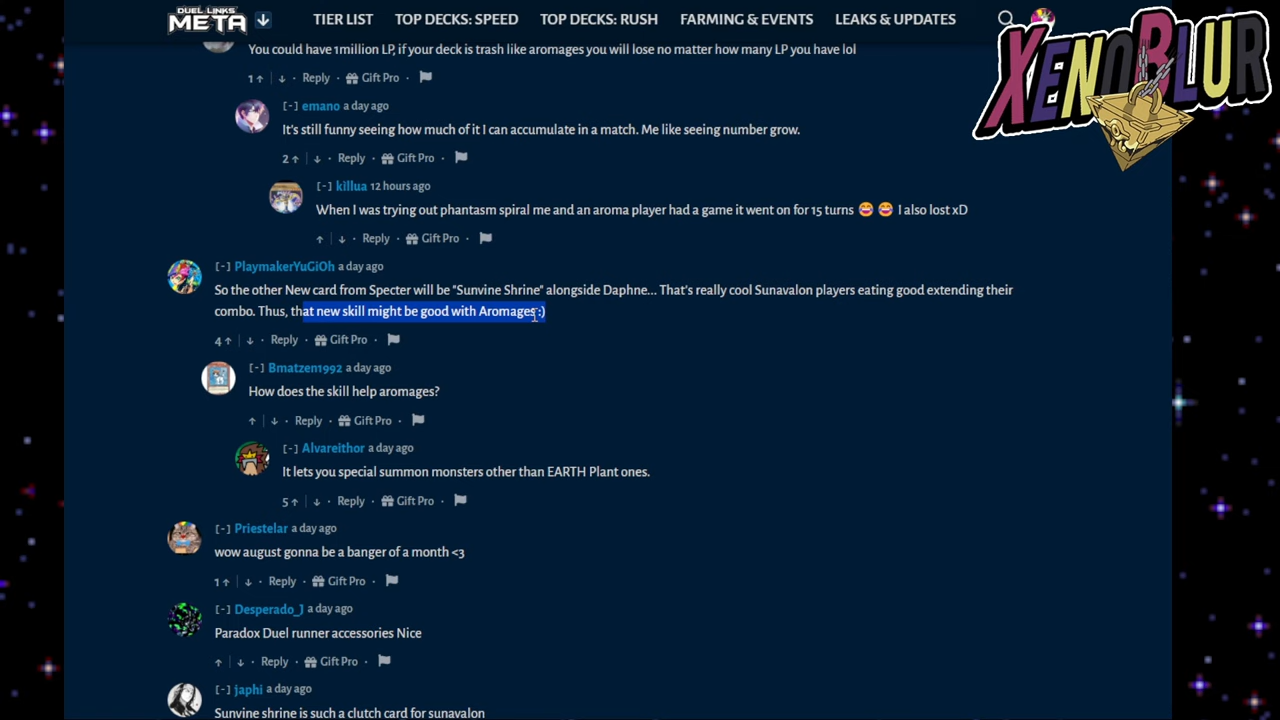 DUEL LINKS
META
TIER LIST
TOP DECKS: SPEED
TOP DECKS: RUSH
FARMING & EVENTS
LEAKS & UPDATES
XENOBLUR
You could have 1million LP, if your deck is trash like aromages you will lose no matter how many LP you have lol
1 ↑ ↓ · Reply · Gift Pro ·
[-] emano a day ago
It's still funny seeing how much of it I can accumulate in a match. Me like seeing number grow.
2 ↑ · ↓ · Reply · Gift Pro ·
[-] kìllua 12 hours ago
When I was trying out phantasm spiral me and an aroma player had a game it went on for 15 turns 😂 😂 I also lost xD
↑ · ↓ · Reply · Gift Pro ·
[-] PlaymakerYuGiOh a day ago
So the other New card from Specter will be "Sunvine Shrine" alongside Daphne... That's really cool Sunavalon players eating good extending their
combo. Thus, that new skill might be good with Aromages :)
4 ↑ · ↓ · Reply · Gift Pro ·
[-] Bmatzen1992 a day ago
How does the skill help aromages?
↑ · ↓ · Reply · Gift Pro ·
[-] Alvareithor a day ago
It lets you special summon monsters other than EARTH Plant ones.
5 ↑ · ↓ · Reply · Gift Pro ·
[-] Priestelar a day ago
wow august gonna be a banger of a month <3
1 ↑ · ↓ · Reply · Gift Pro ·
[-] Desperado_J a day ago
Paradox Duel runner accessories Nice
↑ · ↓ · Reply · Gift Pro ·
[-] japhi a day ago
Sunvine shrine is such a clutch card for sunavalon